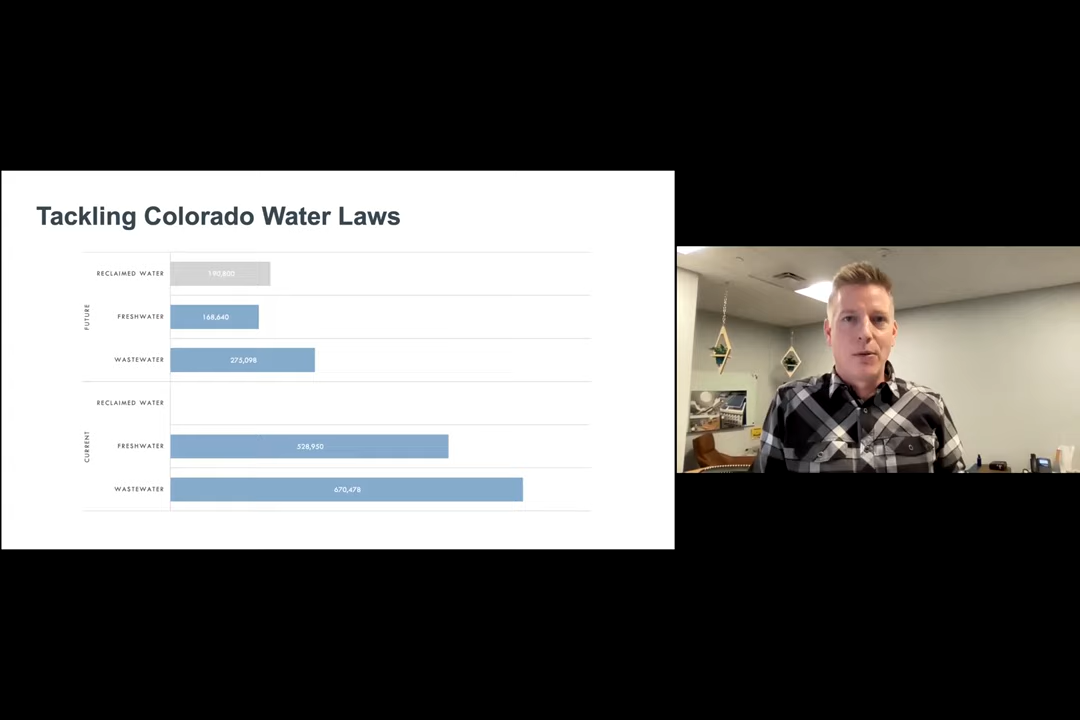 Tackling Colorado Water Laws
RECLAIMED WATER
190,800
FUTURE
FRESHWATER
168,640
WASTEWATER
275,098
RECLAIMED WATER
CURRENT
FRESHWATER
528,950
WASTEWATER
670,478